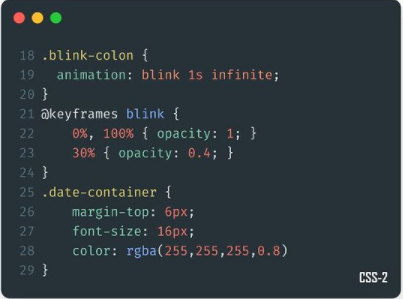 18 .blink-colon {
19   animation: blink 1s infinite;
20 }
21 @keyframes blink {
22     0%, 100% { opacity: 1; }
23     30% { opacity: 0.4; }
24 }
25 .date-container {
26     margin-top: 6px;
27     font-size: 16px;
28     color: rgba(255,255,255,0.8)
29 }
CSS-2